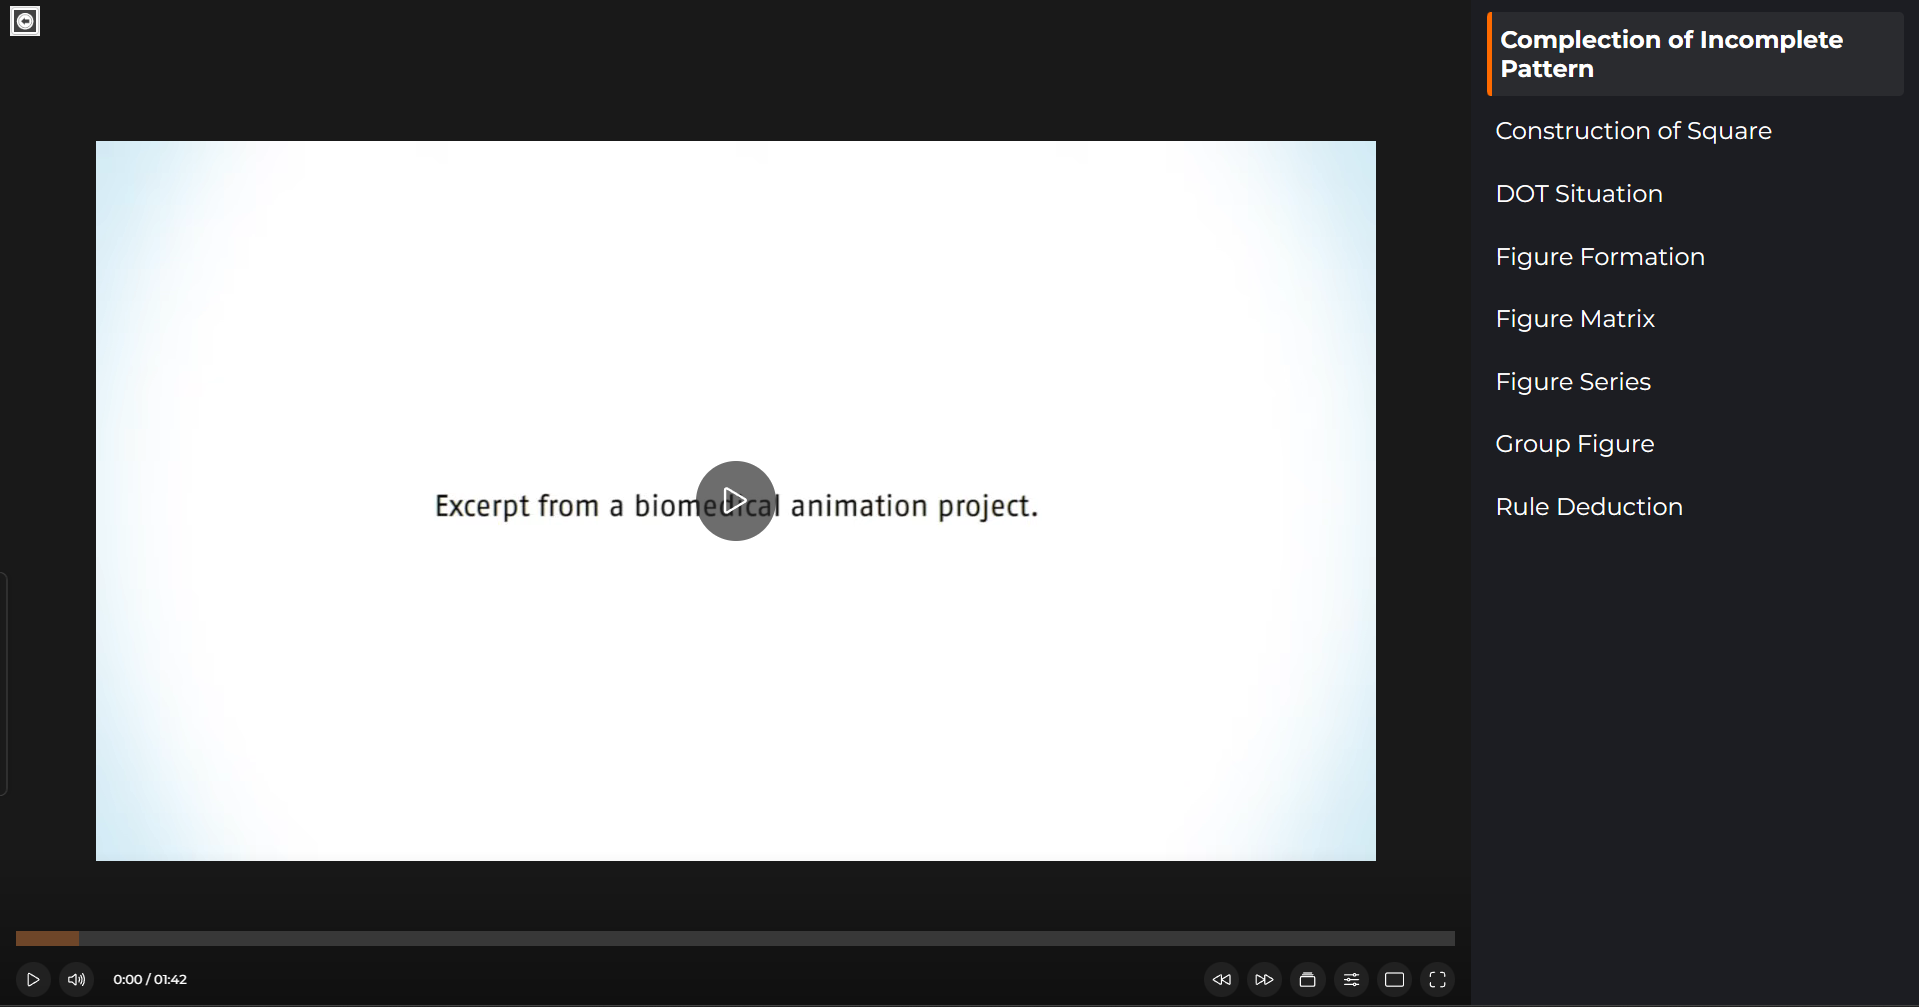 Complection of Incomplete
Pattern
Construction of Square
DOT Situation
Figure Formation
Figure Matrix
Figure Series
Group Figure
Rule Deduction
Excerpt from a biomedical animation project.
0:00 / 01:42